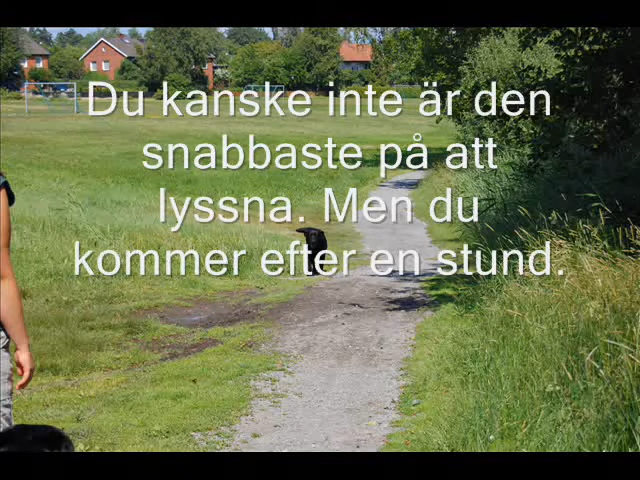 Du kanske inte är den
snabbaste på att
lyssna. Men du
kommer efter en stund.